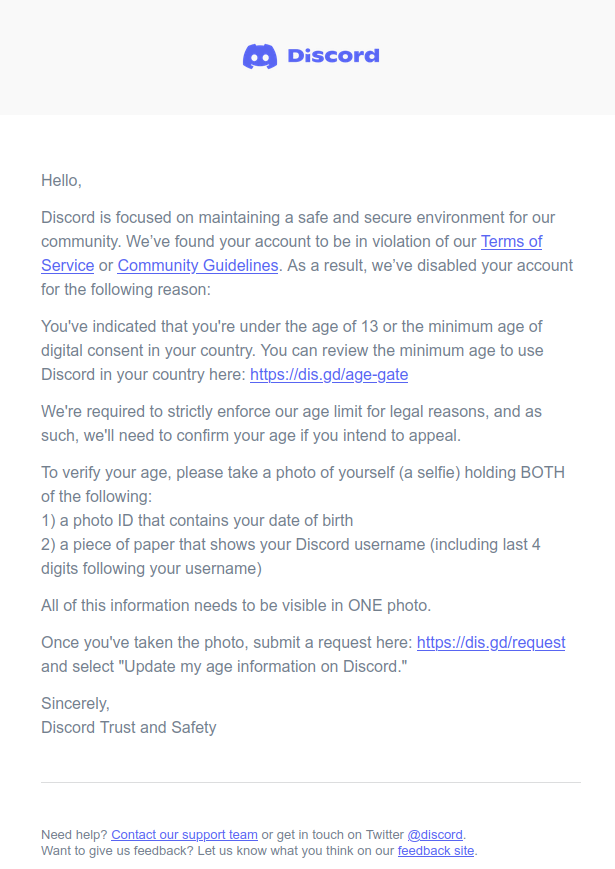 Discord
Hello,
Discord is focused on maintaining a safe and secure environment for our
community. We’ve found your account to be in violation of our Terms of
Service or Community Guidelines. As a result, we’ve disabled your account
for the following reason:
You've indicated that you're under the age of 13 or the minimum age of
digital consent in your country. You can review the minimum age to use
Discord in your country here: https://dis.gd/age-gate
We're required to strictly enforce our age limit for legal reasons, and as
such, we'll need to confirm your age if you intend to appeal.
To verify your age, please take a photo of yourself (a selfie) holding BOTH
of the following:
1) a photo ID that contains your date of birth
2) a piece of paper that shows your Discord username (including last 4
digits following your username)
All of this information needs to be visible in ONE photo.
Once you've taken the photo, submit a request here: https://dis.gd/request
and select "Update my age information on Discord."
Sincerely,
Discord Trust and Safety
Need help? Contact our support team or get in touch on Twitter @discord.
Want to give us feedback? Let us know what you think on our feedback site.